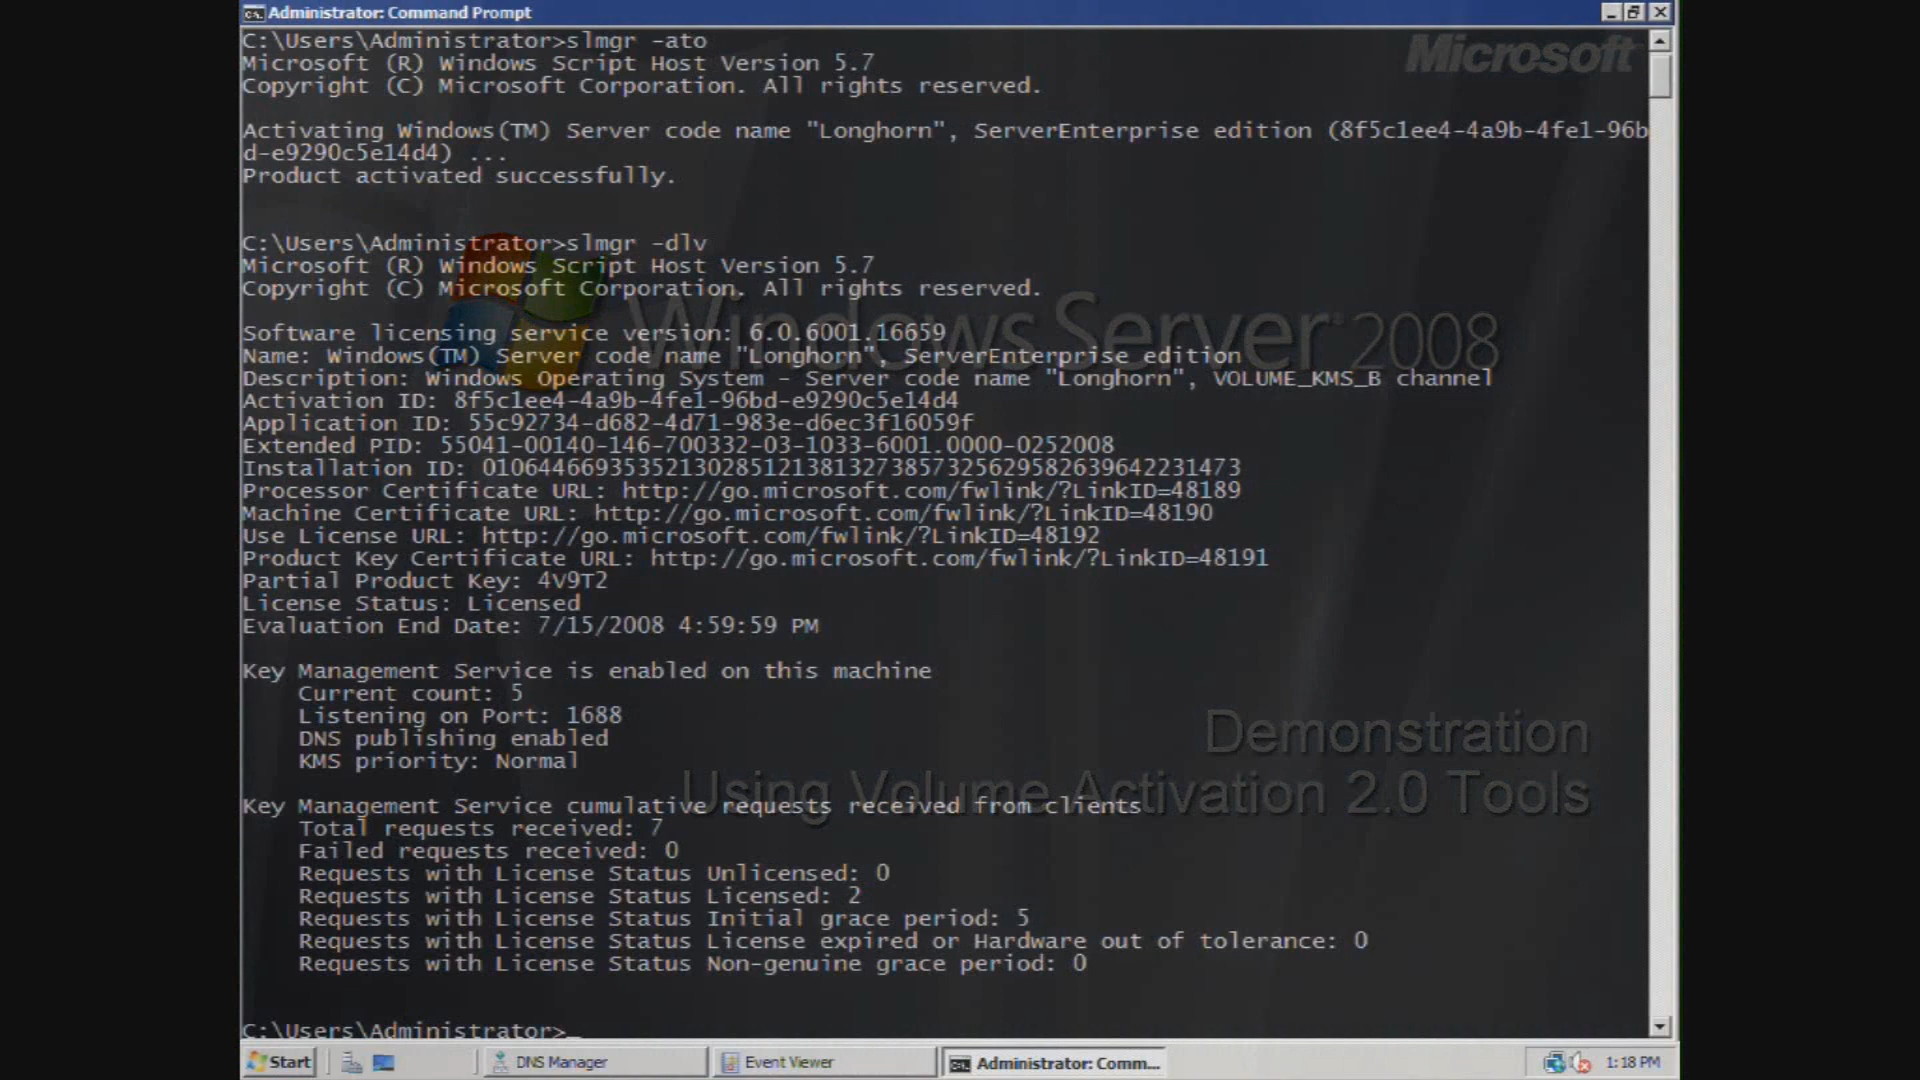 Administrator: Command Prompt
C:\Users\Administrator>slmgr -ato
Microsoft
Microsoft (R) Windows Script Host Version 5.7
Copyright (C) Microsoft Corporation. All rights reserved.
Activating Windows(TM) Server code name "Longhorn", ServerEnterprise edition (8f5c1ee4-4a9b-4fe1-96b
d-e9290c5e14d4) ...
Product activated successfully.
C:\Users\Administrator>slmgr -dlv
Microsoft (R) Windows Script Host Version 5.7
Copyright (C) Microsoft Corporation. All rights reserved.
Windows Server 2008
Software licensing service version: 6.0.6001.16659
Name: Windows(TM) Server code name "Longhorn", ServerEnterprise edition
Description: Windows Operating System - Server code name "Longhorn", VOLUME_KMS_B channel
Activation ID: 8f5c1ee4-4a9b-4fe1-96bd-e9290c5e14d4
Application ID: 55c92734-d682-4d71-983e-d6ec3f16059f
Extended PID: 55041-00140-146-700332-03-1033-6001.0000-0252008
Installation ID: 010644669353521302851213813273857325629582639642231473
Processor Certificate URL: http://go.microsoft.com/fwlink/?LinkID=48189
Machine Certificate URL: http://go.microsoft.com/fwlink/?LinkID=48190
Use License URL: http://go.microsoft.com/fwlink/?LinkID=48192
Product Key Certificate URL: http://go.microsoft.com/fwlink/?LinkID=48191
Partial Product Key: 4V9T2
License Status: Licensed
Evaluation End Date: 7/15/2008 4:59:59 PM
Key Management Service is enabled on this machine
Current count: 5
Listening on Port: 1688
DNS publishing enabled
KMS priority: Normal
Demonstration
Using Volume Activation 2.0 Tools
Key Management Service cumulative requests received from clients
Total requests received: 7
Failed requests received: 0
Requests with License Status Unlicensed: 0
Requests with License Status Licensed: 2
Requests with License Status Initial grace period: 5
Requests with License Status License expired or Hardware out of tolerance: 0
Requests with License Status Non-genuine grace period: 0
C:\Users\Administrator>_
Start DNS Manager Event Viewer Administrator: Comm... 1:18 PM